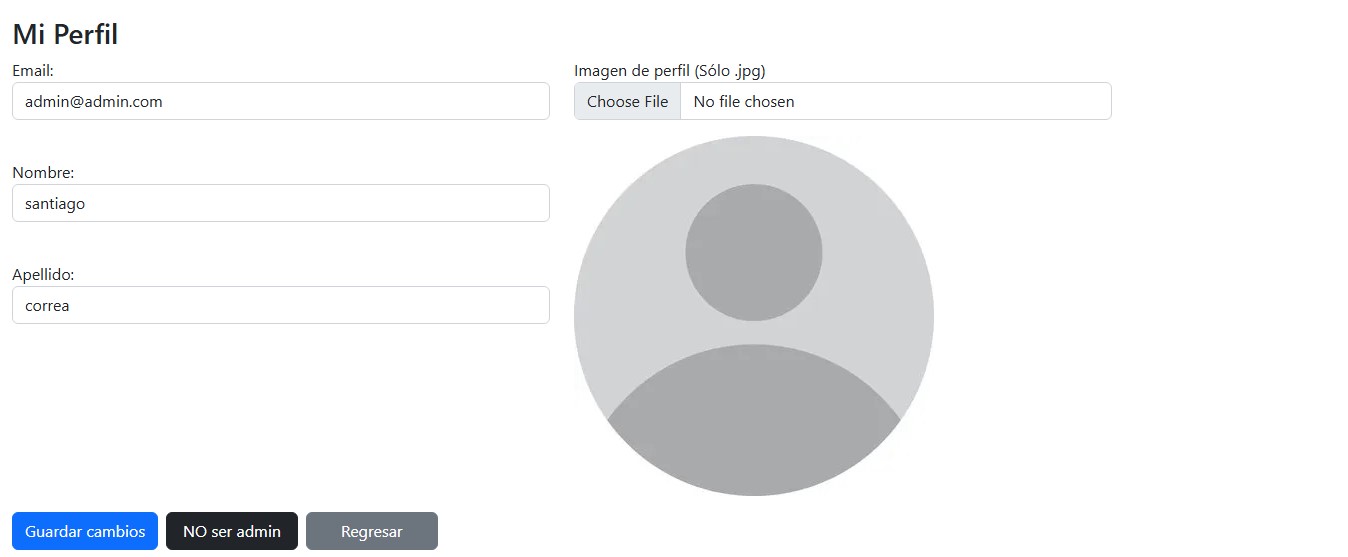 Mi Perfil
Email:
admin@admin.com
Nombre:
santiago
Apellido:
correa
Imagen de perfil (Sólo .jpg)
Choose File No file chosen
Guardar cambios NO ser admin Regresar